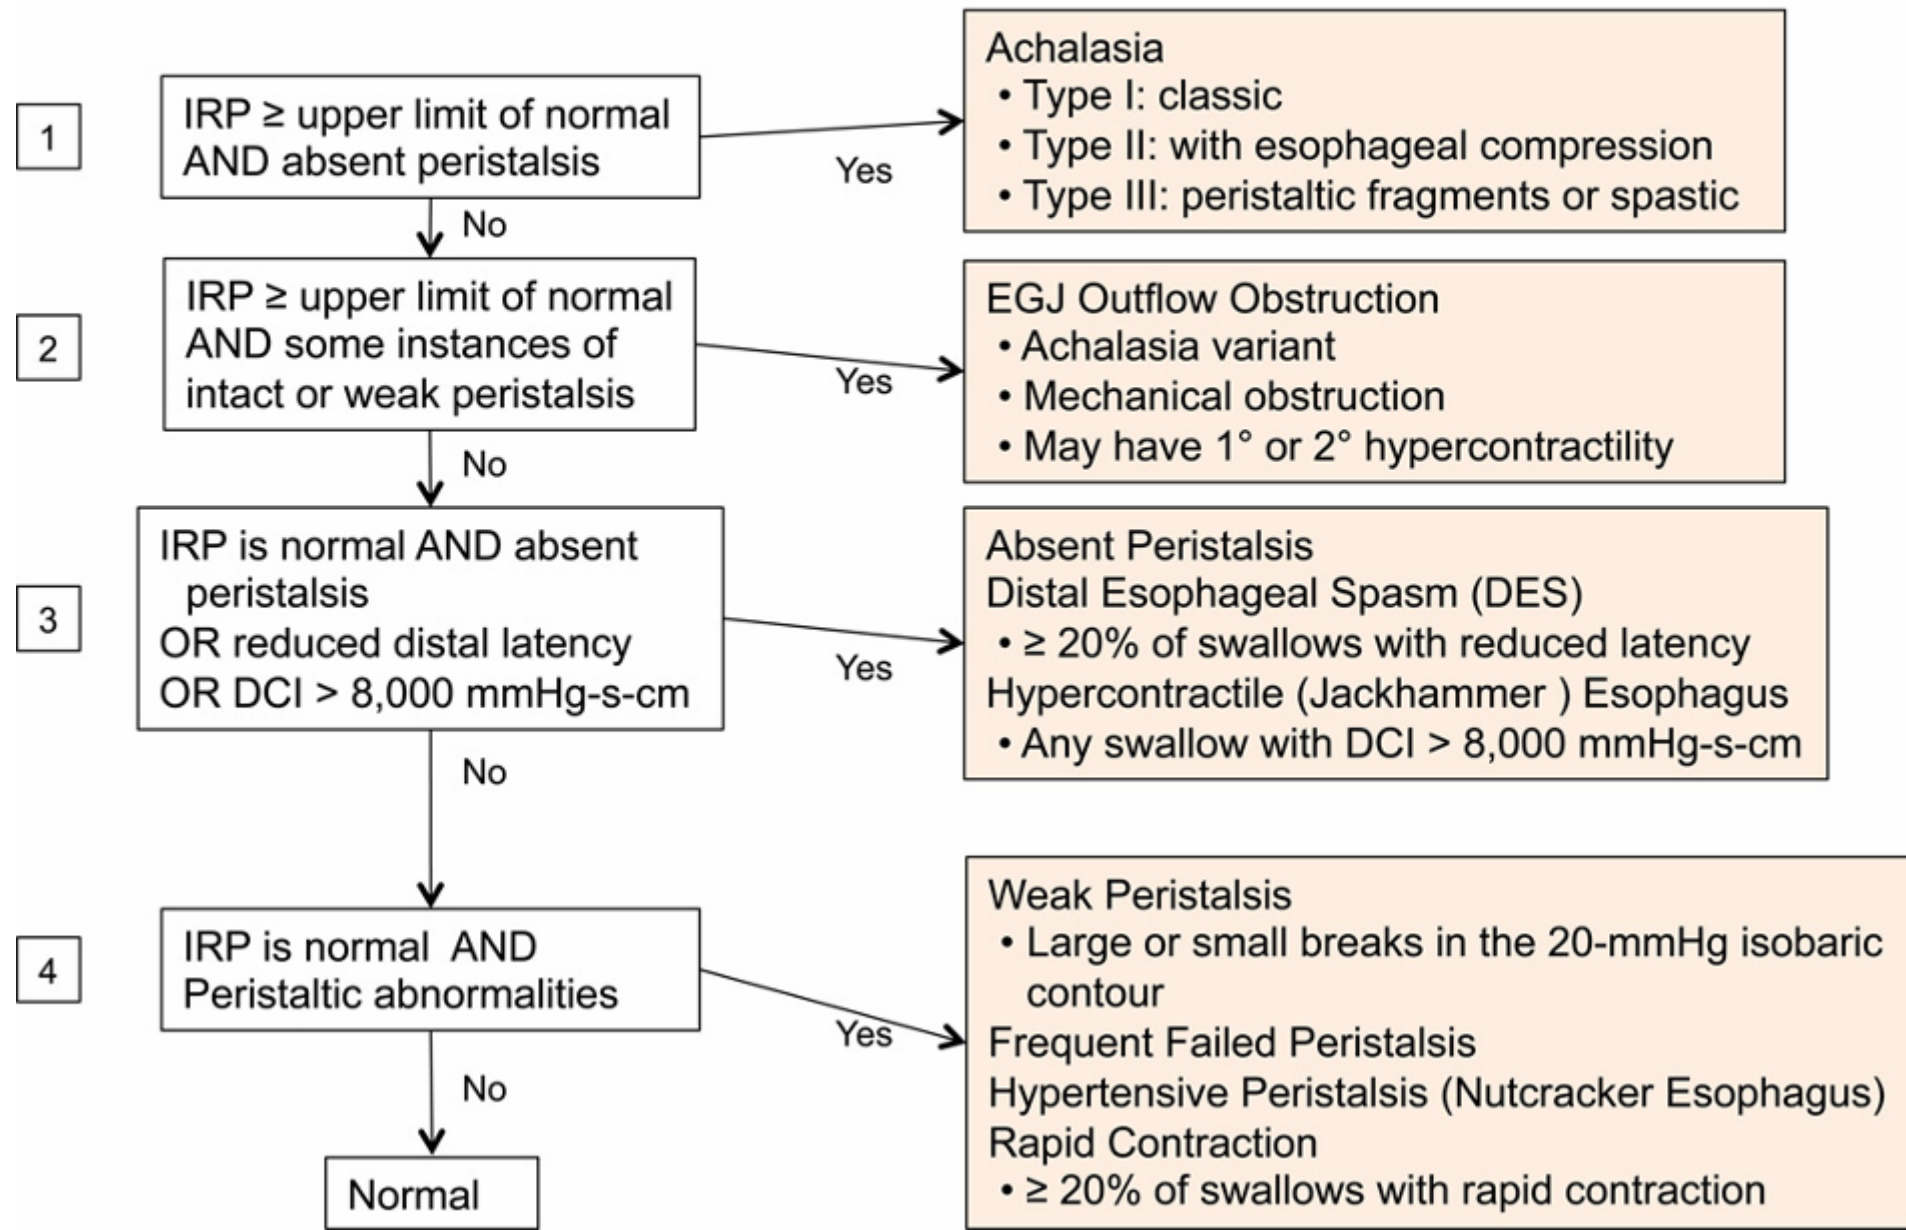 1
IRP ≥ upper limit of normal
AND absent peristalsis
Yes
Achalasia
• Type I: classic
• Type II: with esophageal compression
• Type III: peristaltic fragments or spastic
No
2
IRP ≥ upper limit of normal
AND some instances of
intact or weak peristalsis
Yes
EGJ Outflow Obstruction
• Achalasia variant
• Mechanical obstruction
• May have 1° or 2° hypercontractility
No
3
IRP is normal AND absent
peristalsis
OR reduced distal latency
OR DCI > 8,000 mmHg-s-cm
Yes
Absent Peristalsis
Distal Esophageal Spasm (DES)
• ≥ 20% of swallows with reduced latency
Hypercontractile (Jackhammer ) Esophagus
• Any swallow with DCI > 8,000 mmHg-s-cm
No
4
IRP is normal AND
Peristaltic abnormalities
Yes
Weak Peristalsis
• Large or small breaks in the 20-mmHg isobaric
contour
Frequent Failed Peristalsis
Hypertensive Peristalsis (Nutcracker Esophagus)
Rapid Contraction
• ≥ 20% of swallows with rapid contraction
No
Normal